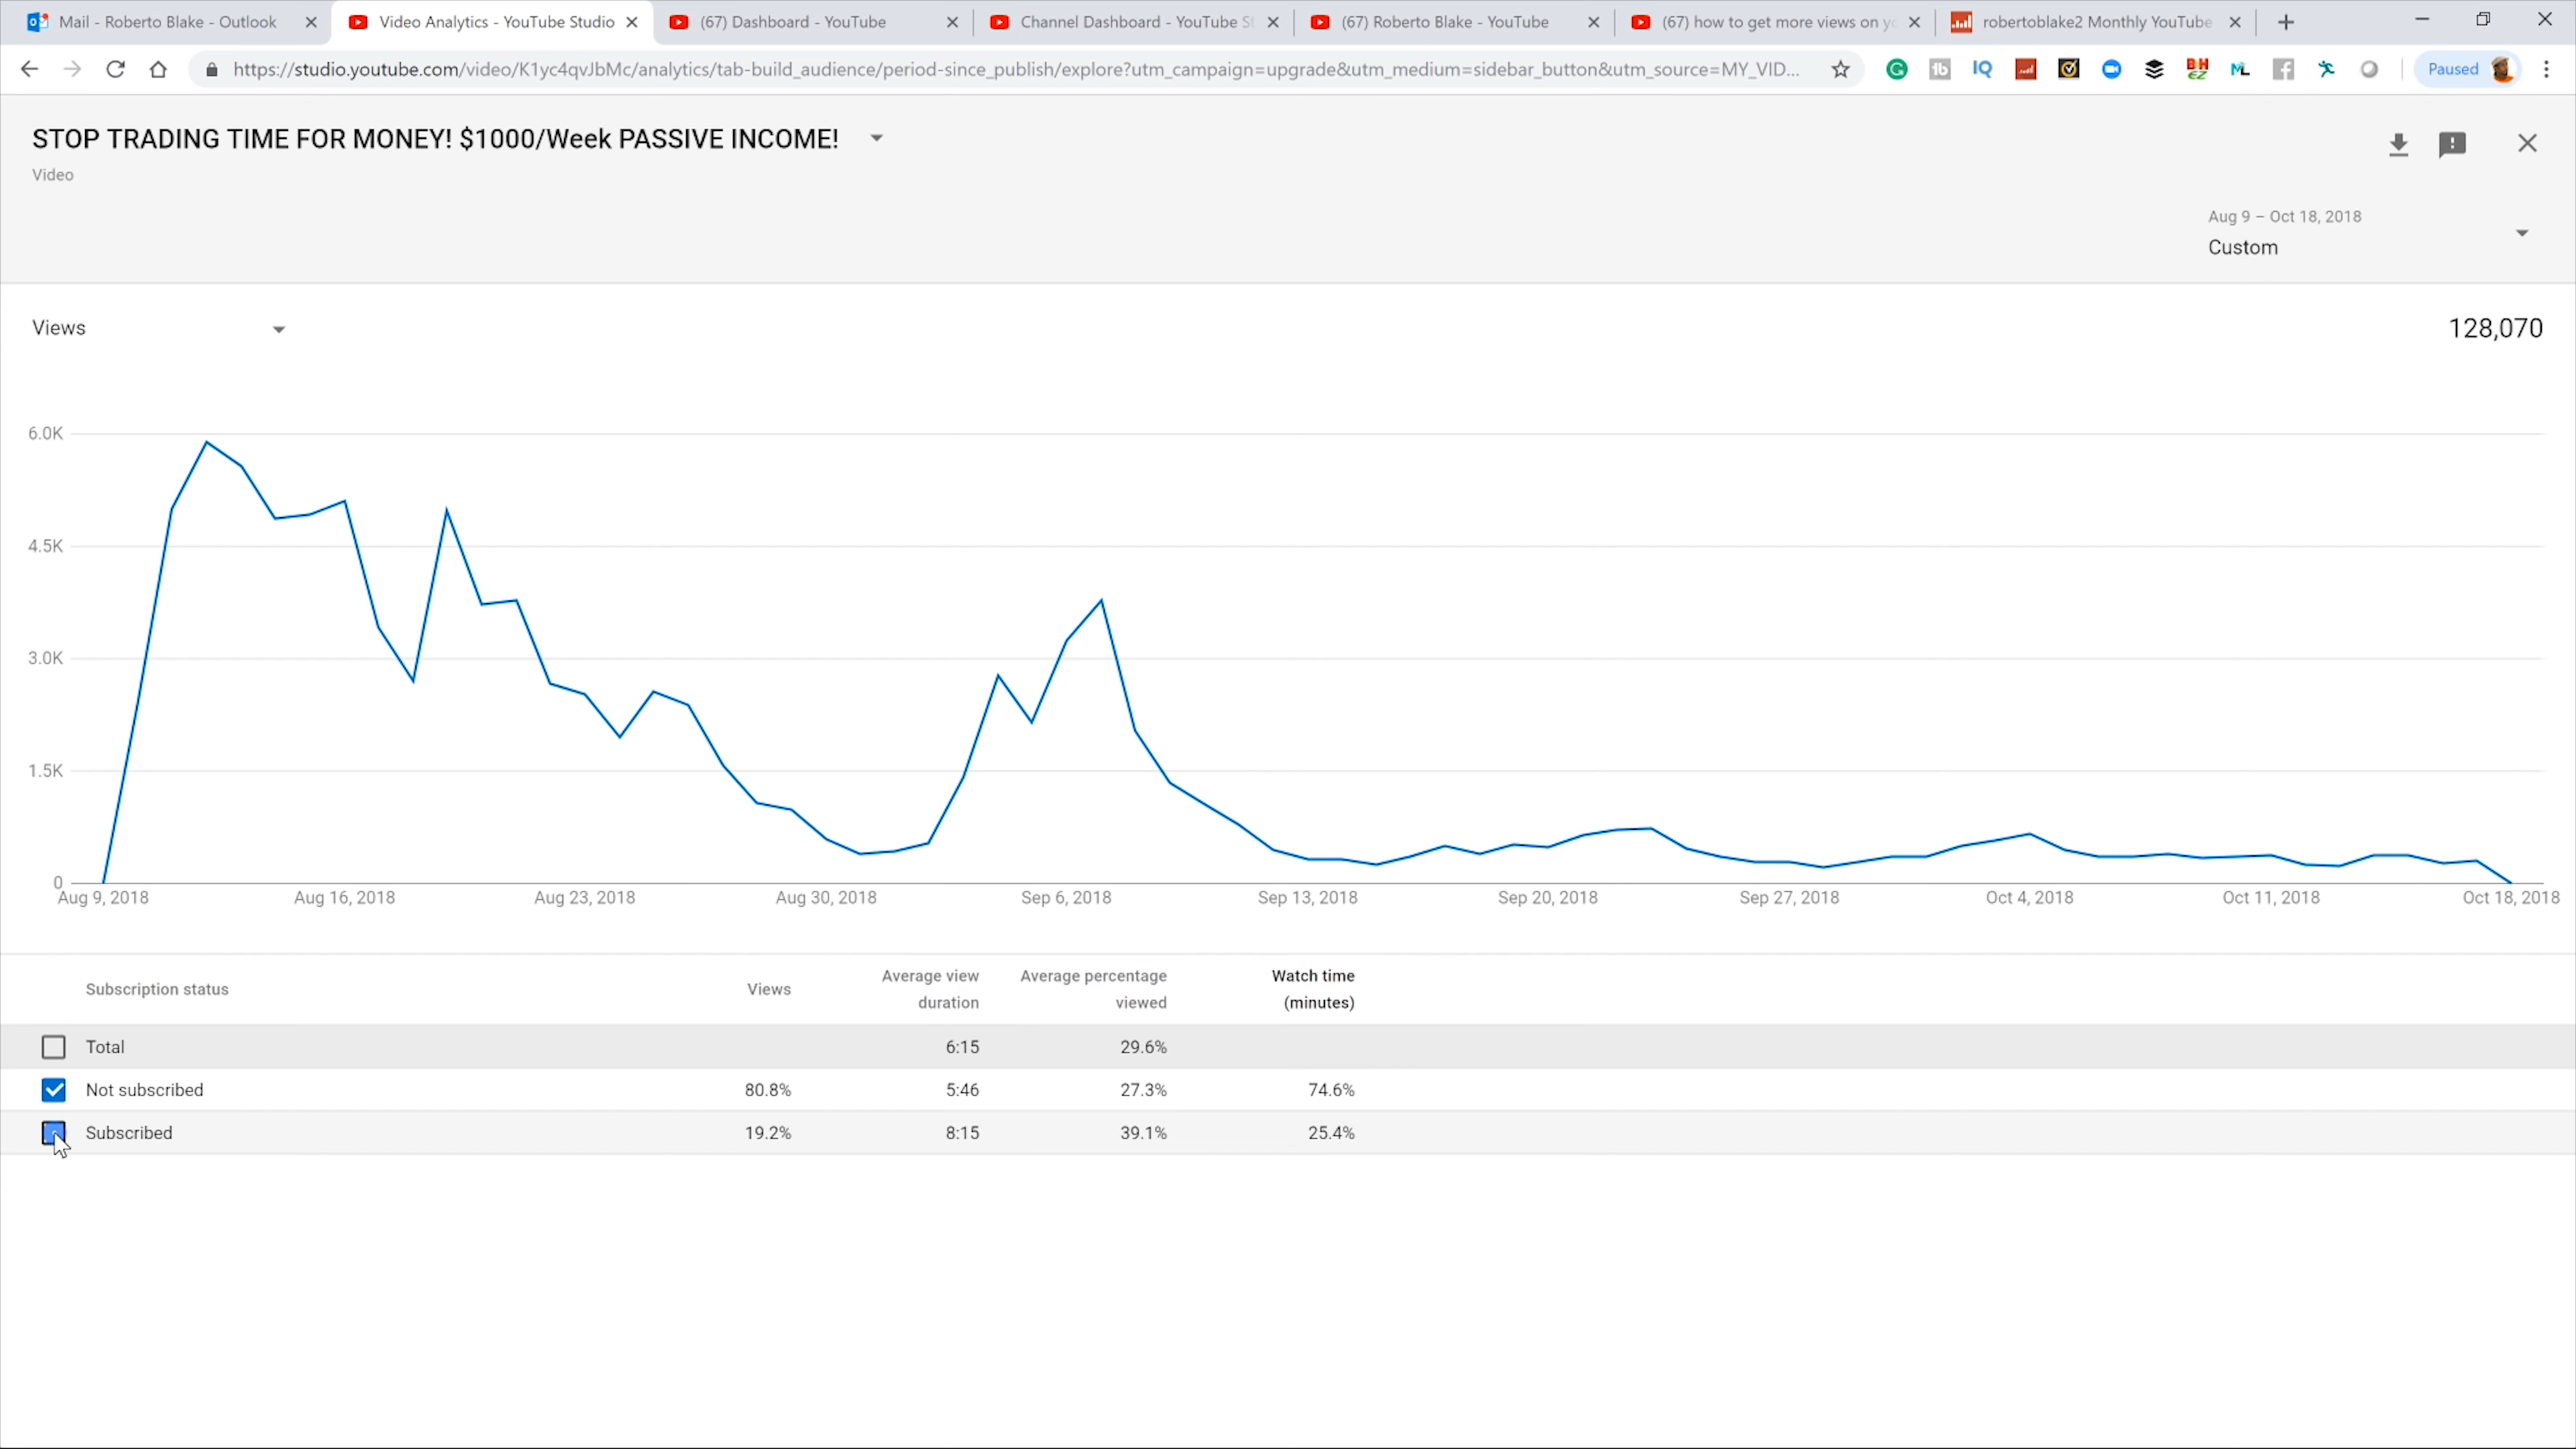 Mail - Roberto Blake - Outlook
Video Analytics - YouTube Studio
(67) Dashboard - YouTube
Channel Dashboard - YouTube St
(67) Roberto Blake - YouTube
(67) how to get more views on yo
robertoblake2 Monthly YouTube
https://studio.youtube.com/video/K1yc4qvJbMc/analytics/tab-build_audience/period-since_publish/explore?utm_campaign=upgrade&utm_medium=sidebar_button&utm_source=MY_VID...
tb
IQ
BH
EZ
ML
Paused
STOP TRADING TIME FOR MONEY! $1000/Week PASSIVE INCOME!
Video
Aug 9 – Oct 18, 2018
Custom
Views
128,070
6.0K
4.5K
3.0K
1.5K
0
Aug 9, 2018 Aug 16, 2018 Aug 23, 2018 Aug 30, 2018 Sep 6, 2018 Sep 13, 2018 Sep 20, 2018 Sep 27, 2018 Oct 4, 2018 Oct 11, 2018 Oct 18, 2018
Subscription status Views Average view duration Average percentage viewed Watch time (minutes)
Total 6:15 29.6%
Not subscribed 80.8% 5:46 27.3% 74.6%
Subscribed 19.2% 8:15 39.1% 25.4%